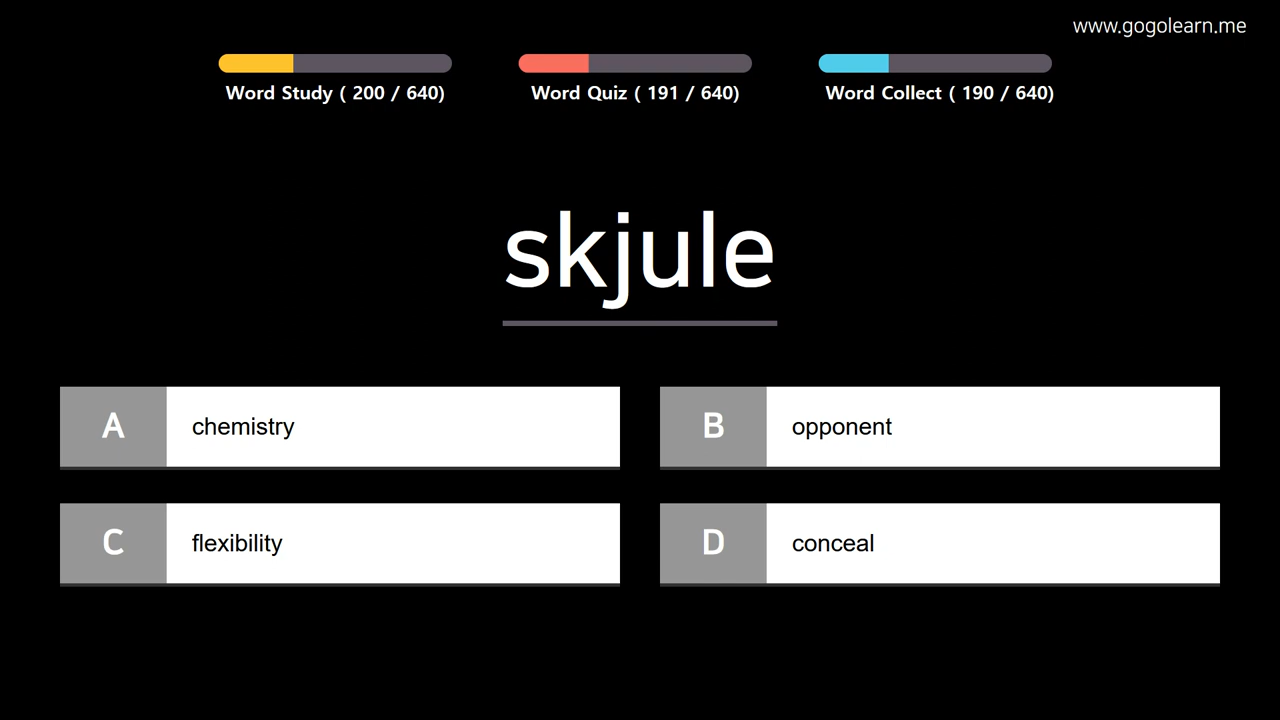 www.gogolearn.me
Word Study ( 200 / 640)
Word Quiz ( 191 / 640)
Word Collect ( 190 / 640)
skjule
A chemistry
B opponent
C flexibility
D conceal